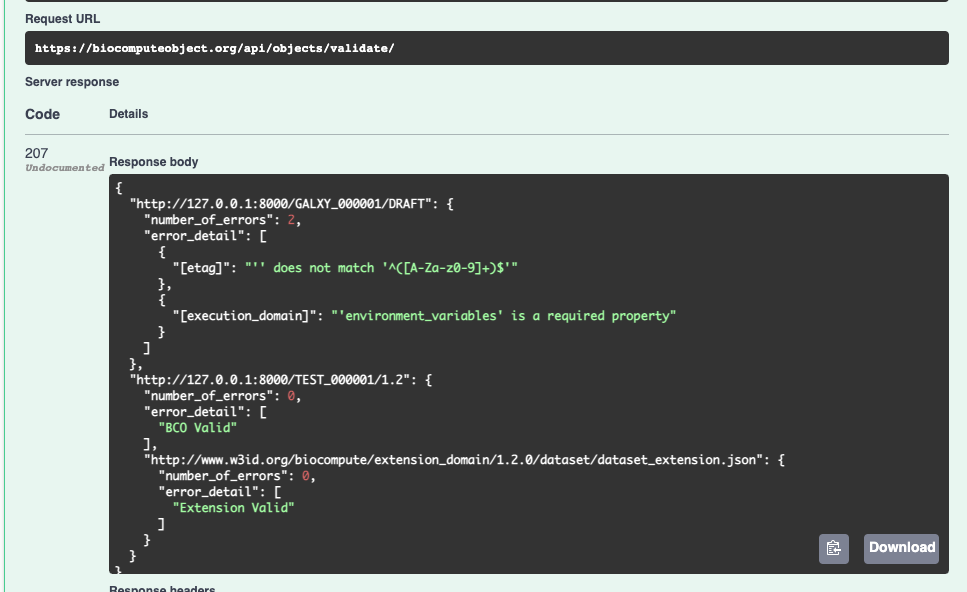 Request URL
https://biocomputeobject.org/api/objects/validate/
Server response
Code Details
207
Undocumented
Response body
{
  "http://127.0.0.1:8000/GALXY_000001/DRAFT": {
    "number_of_errors": 2,
    "error_detail": [
      {
        "[etag]": "'' does not match '^([A-Za-z0-9]+)$'"
      },
      {
        "[execution_domain]": "'environment_variables' is a required property"
      }
    ]
  },
  "http://127.0.0.1:8000/TEST_000001/1.2": {
    "number_of_errors": 0,
    "error_detail": [
      "BCO Valid"
    ],
    "http://www.w3id.org/biocompute/extension_domain/1.2.0/dataset/dataset_extension.json": {
      "number_of_errors": 0,
      "error_detail": [
        "Extension Valid"
      ]
    }
  }
}
Download
Response headers